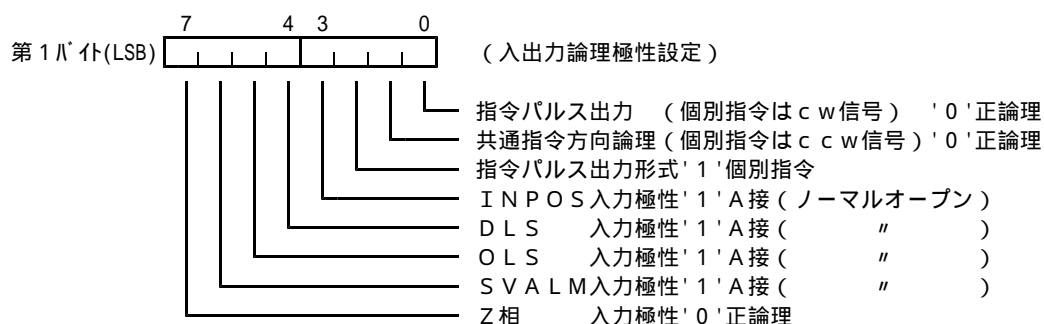 7 4 3 0
第１ﾊﾞｲﾄ(LSB) （入出力論理極性設定）
指令パルス出力　（個別指令はｃｗ信号）　'０'正論理
共通指令方向論理（個別指令はｃｃｗ信号）'０'正論理
指令パルス出力形式'１'個別指令
ＩＮＰＯＳ入力極性'１'Ａ接（ノーマルオープン）
ＤＬＳ　　入力極性'１'Ａ接（　　　〃　　　）
ＯＬＳ　　入力極性'１'Ａ接（　　　〃　　　）
ＳＶＡＬＭ入力極性'１'Ａ接（　　　〃　　　）
Ｚ相　　　入力極性'０'正論理